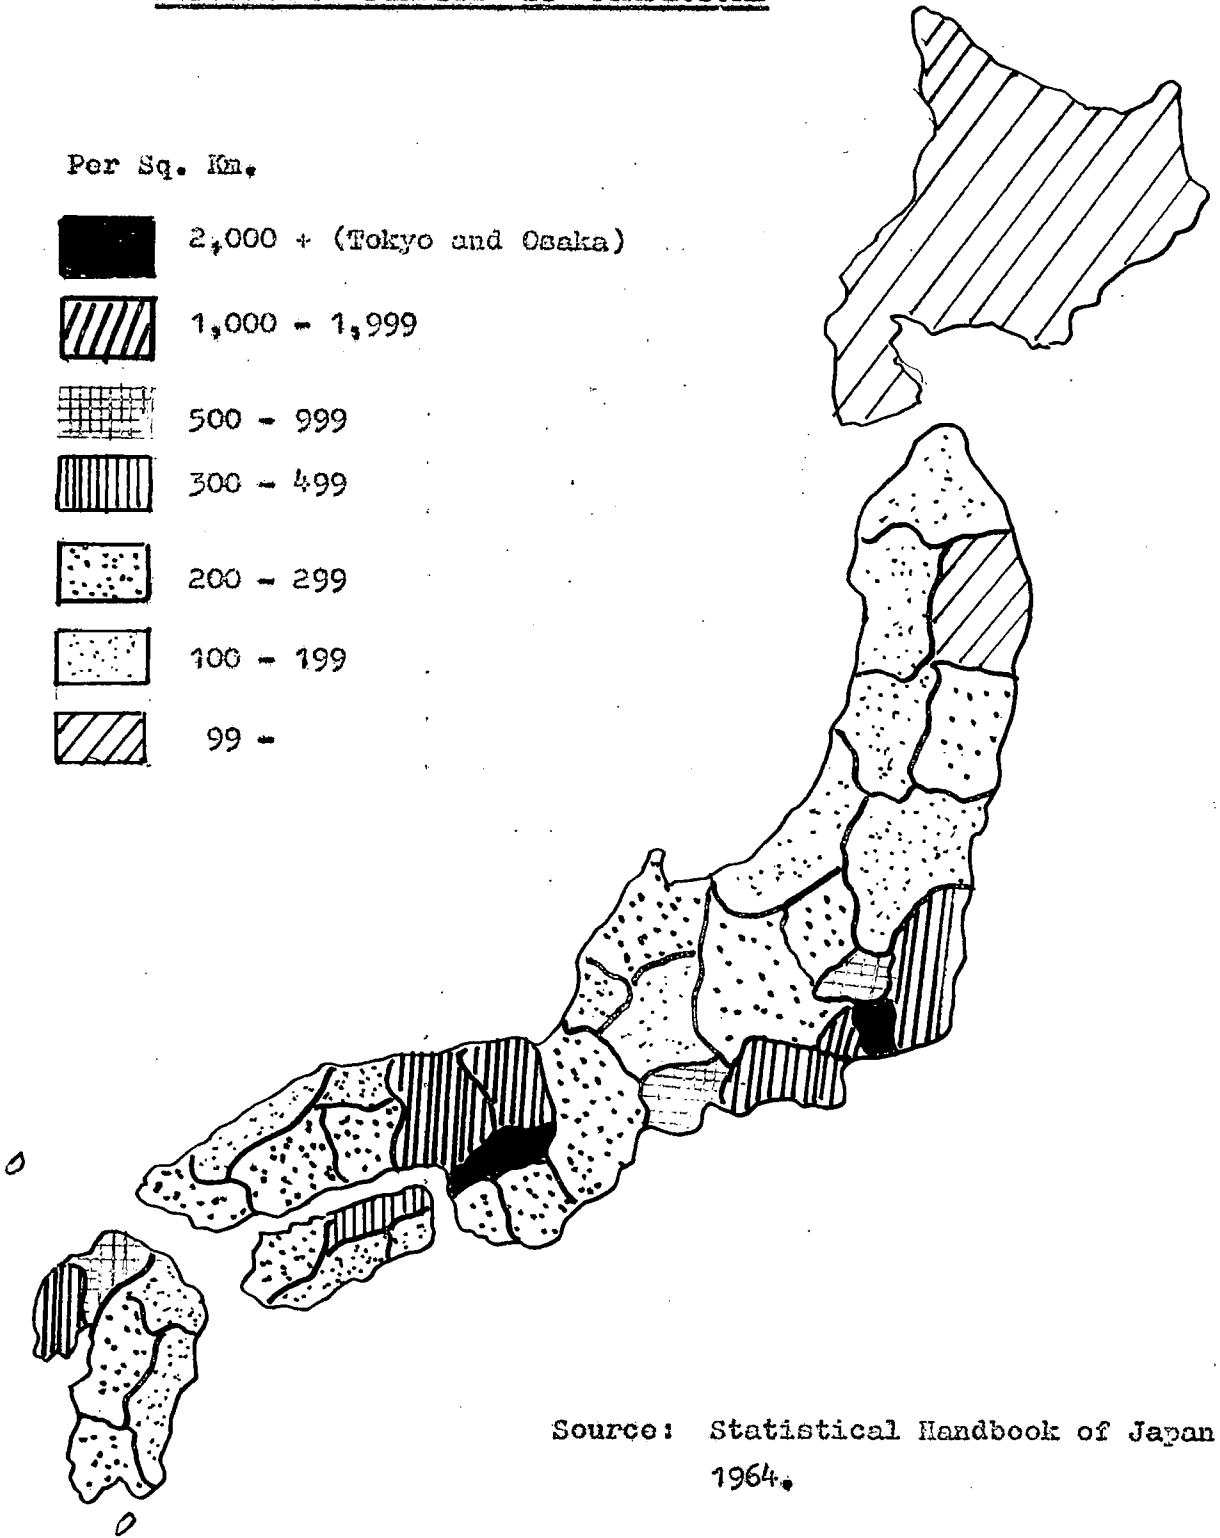 Per Sq. Km.
2,000 + (Tokyo and Osaka)
1,000 - 1,999
500 - 999
300 - 499
200 - 299
100 - 199
99 -
Source: Statistical Handbook of Japan
1964.